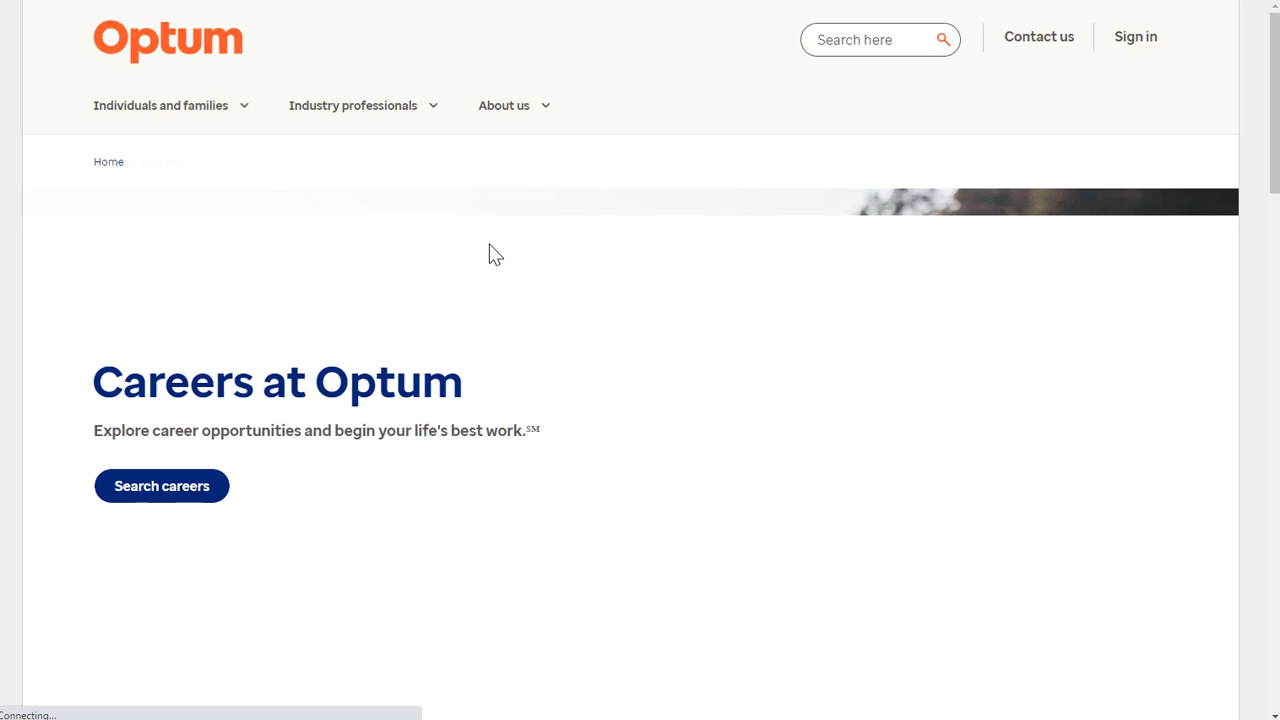 Optum
Search here
Contact us
Sign in
Individuals and families
Industry professionals
About us
Home
Careers
Careers at Optum
Explore career opportunities and begin your life's best work.℠
Search careers
Connecting...